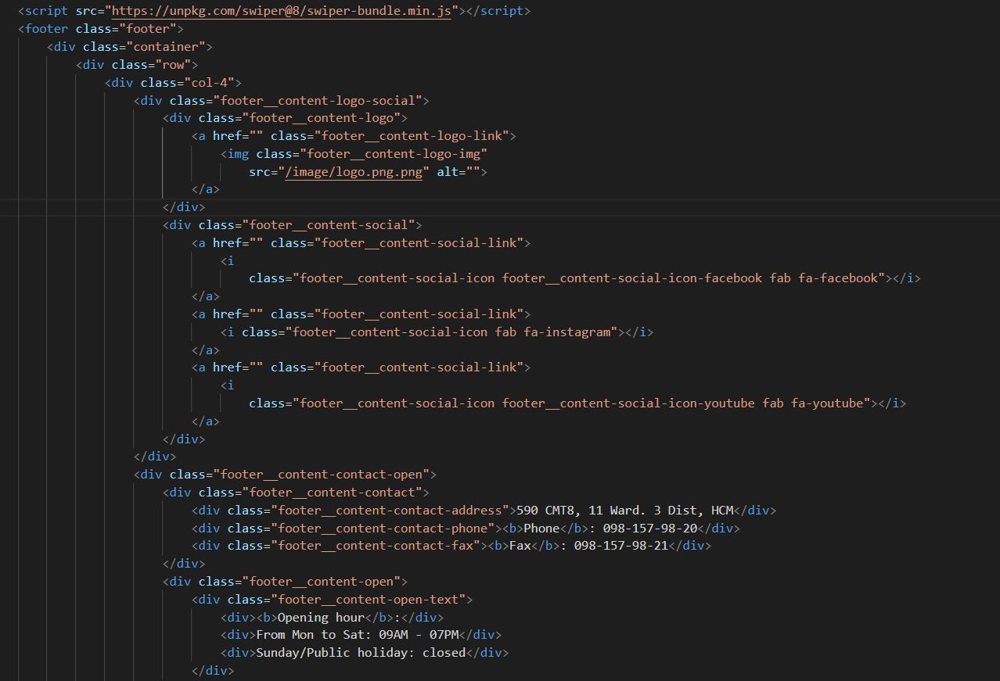 <script src="https://unpkg.com/swiper@8/swiper-bundle.min.js"></script>
<footer class="footer">
<div class="container">
<div class="row">
<div class="col-4">
<div class="footer__content-logo-social">
<div class="footer__content-logo">
<a href="" class="footer__content-logo-link">
<img class="footer__content-logo-img"
src="/image/logo.png.png" alt="">
</a>
</div>
<div class="footer__content-social">
<a href="" class="footer__content-social-link">
<i
class="footer__content-social-icon footer__content-social-icon-facebook fab fa-facebook"></i>
</a>
<a href="" class="footer__content-social-link">
<i class="footer__content-social-icon fab fa-instagram"></i>
</a>
<a href="" class="footer__content-social-link">
<i
class="footer__content-social-icon footer__content-social-icon-youtube fab fa-youtube"></i>
</a>
</div>
</div>
<div class="footer__content-contact-open">
<div class="footer__content-contact">
<div class="footer__content-contact-address">590 CMT8, 11 Ward. 3 Dist, HCM</div>
<div class="footer__content-contact-phone"><b>Phone</b>: 098-157-98-20</div>
<div class="footer__content-contact-fax"><b>Fax</b>: 098-157-98-21</div>
</div>
<div class="footer__content-open">
<div class="footer__content-open-text">
<div><b>Opening hour</b>:</div>
<div>From Mon to Sat: 09AM - 07PM</div>
<div>Sunday/Public holiday: closed</div>
</div>